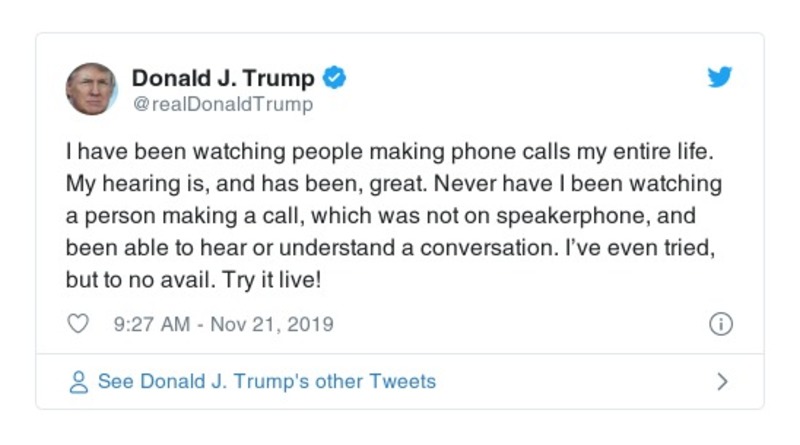 Donald J. Trump
@realDonaldTrump
I have been watching people making phone calls my entire life.
My hearing is, and has been, great. Never have I been watching
a person making a call, which was not on speakerphone, and
been able to hear or understand a conversation. I’ve even tried,
but to no avail. Try it live!
9:27 AM - Nov 21, 2019
See Donald J. Trump's other Tweets